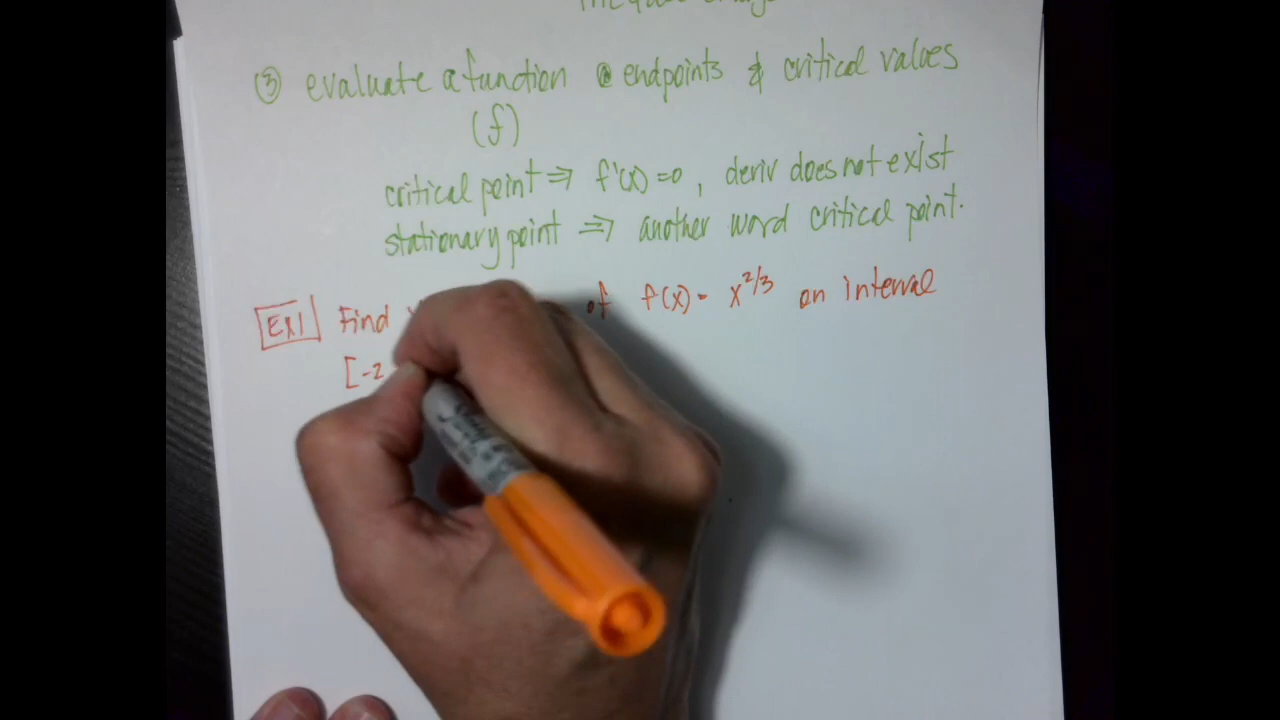 ③ evaluate a function @ endpoints & critical values
(f)
critical point ⇒ f'(x)=0, deriv does not exist
stationary point ⇒ another word critical point.
Ex1 Find of f(x) = x^2/3 on interval
[-2
Sharpie